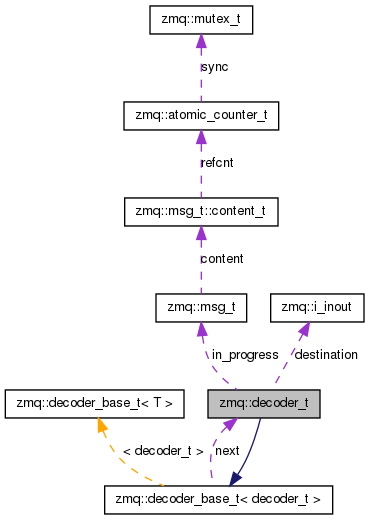 zmq::mutex_t
sync
zmq::atomic_counter_t
refcnt
zmq::msg_t::content_t
content
zmq::msg_t
zmq::i_inout
in_progress
destination
zmq::decoder_base_t< T >
zmq::decoder_t
< decoder_t >
next
zmq::decoder_base_t< decoder_t >